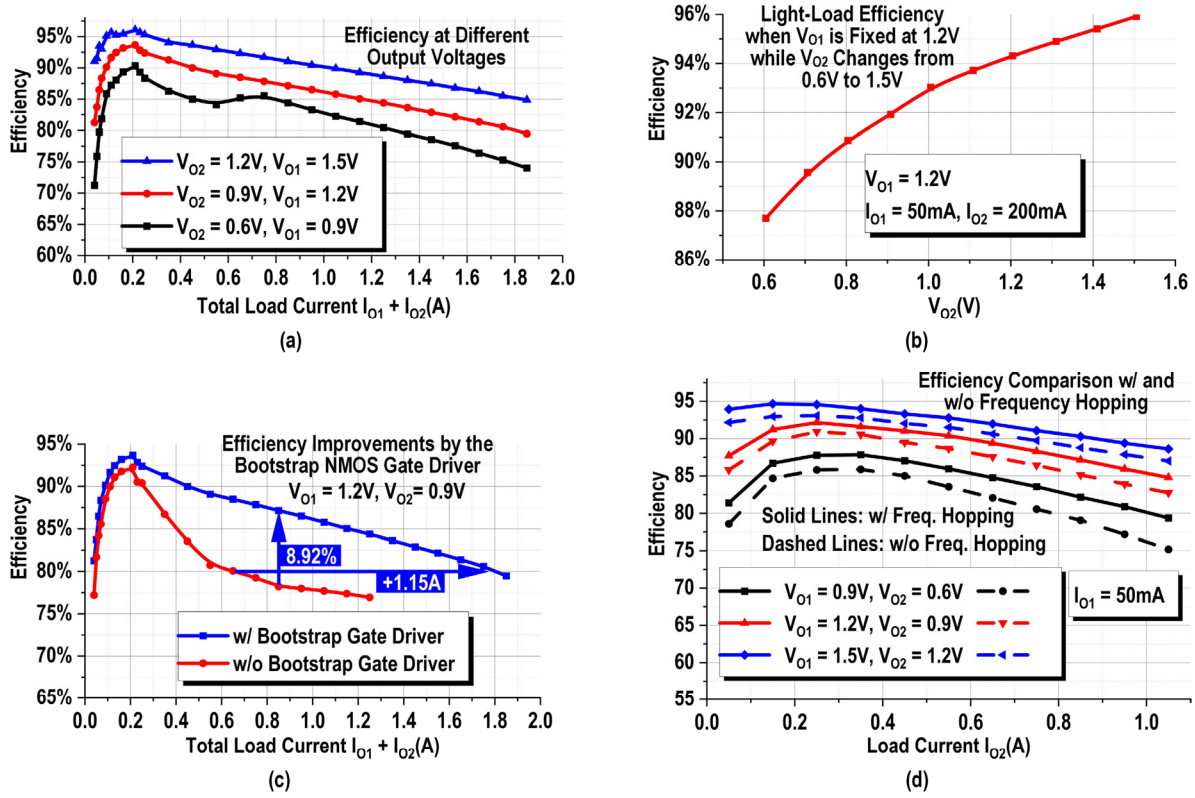 95%
90%
85%
80%
75%
70%
65%
60%
Efficiency
Efficiency at Different
Output Voltages
V_O2 = 1.2V, V_O1 = 1.5V
V_O2 = 0.9V, V_O1 = 1.2V
V_O2 = 0.6V, V_O1 = 0.9V
0.0 0.2 0.4 0.6 0.8 1.0 1.2 1.4 1.6 1.8 2.0
Total Load Current I_O1 + I_O2(A)
(a)
96%
94%
92%
90%
88%
86%
Efficiency
Light-Load Efficiency
when V_O1 is Fixed at 1.2V
while V_O2 Changes from
0.6V to 1.5V
V_O1 = 1.2V
I_O1 = 50mA, I_O2 = 200mA
0.6 0.8 1.0 1.2 1.4 1.6
V_O2(V)
(b)
95%
90%
85%
80%
75%
70%
65%
Efficiency
Efficiency Improvements by the
Bootstrap NMOS Gate Driver
V_O1 = 1.2V, V_O2= 0.9V
8.92%
+1.15A
w/ Bootstrap Gate Driver
w/o Bootstrap Gate Driver
0.0 0.2 0.4 0.6 0.8 1.0 1.2 1.4 1.6 1.8 2.0
Total Load Current I_O1 + I_O2(A)
(c)
95
90
85
80
75
70
65
60
55
Efficiency
Efficiency Comparison w/ and
w/o Frequency Hopping
Solid Lines: w/ Freq. Hopping
Dashed Lines: w/o Freq. Hopping
V_O1 = 0.9V, V_O2 = 0.6V
V_O1 = 1.2V, V_O2 = 0.9V
V_O1 = 1.5V, V_O2 = 1.2V
I_O1 = 50mA
0.0 0.2 0.4 0.6 0.8 1.0
Load Current I_O2(A)
(d)